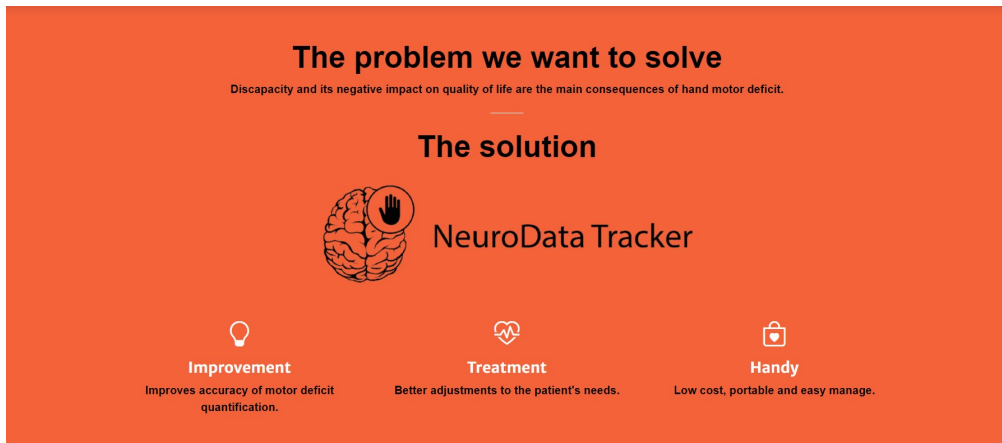 The problem we want to solve
Discapacity and its negative impact on quality of life are the main consequences of hand motor deficit.
The solution
NeuroData Tracker
Improvement
Improves accuracy of motor deficit
quantification.
Treatment
Better adjustments to the patient's needs.
Handy
Low cost, portable and easy manage.